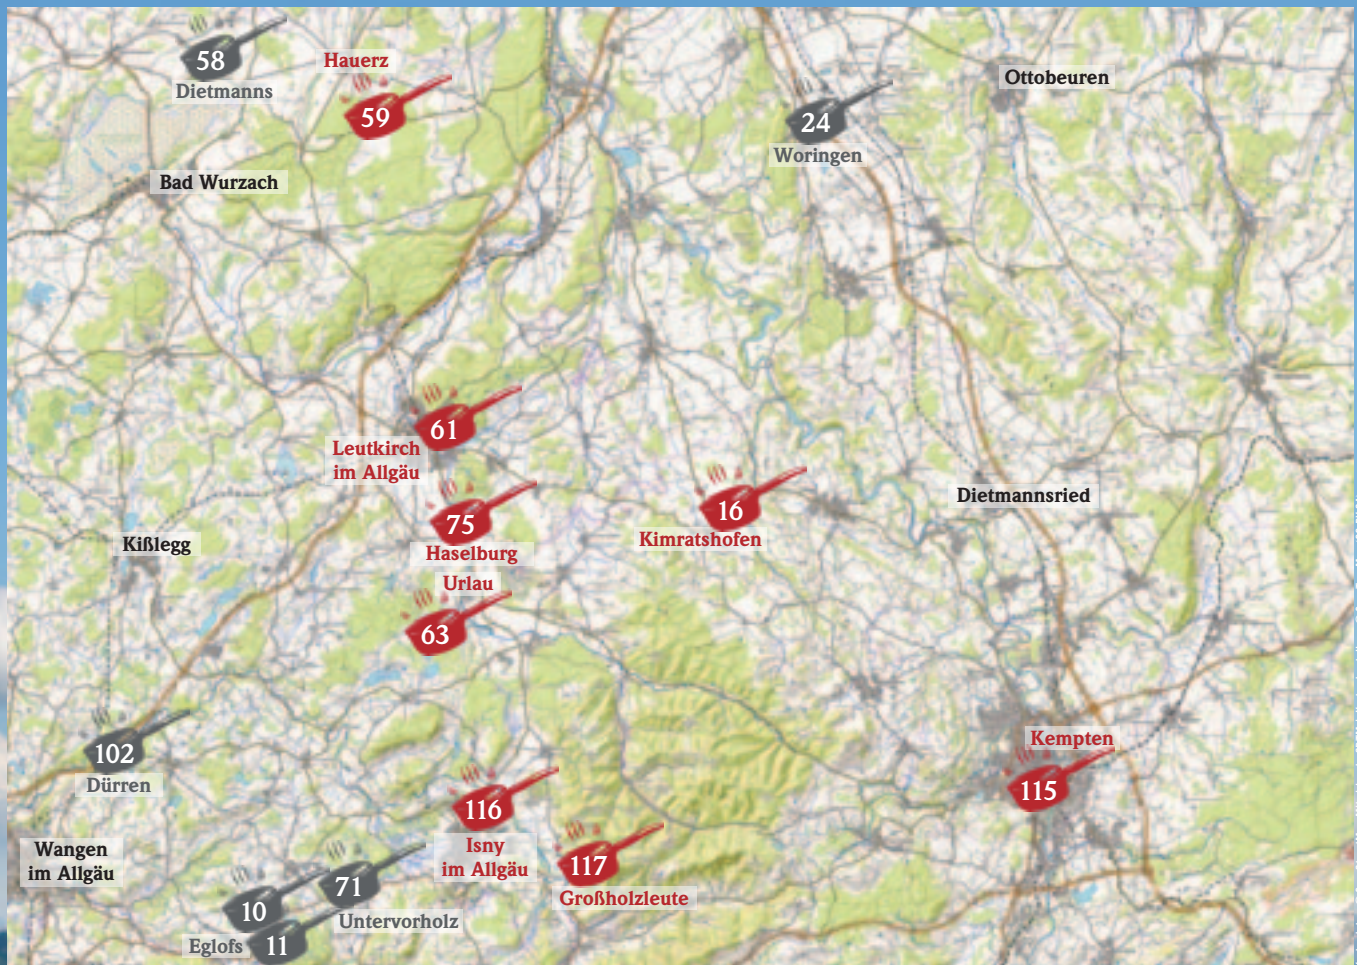 58
Dietmanns
Hauerz
59
24
Woringen
Ottobeuren
Bad Wurzach
61
Leutkirch
im Allgäu
75
Haselburg
16
Kimratshofen
Dietmannsried
Kißlegg
Urlau
63
102
Dürren
Kempten
115
116
Isny
im Allgäu
117
Großholzleute
Wangen
im Allgäu
71
Untervorholz
10
Eglofs
11